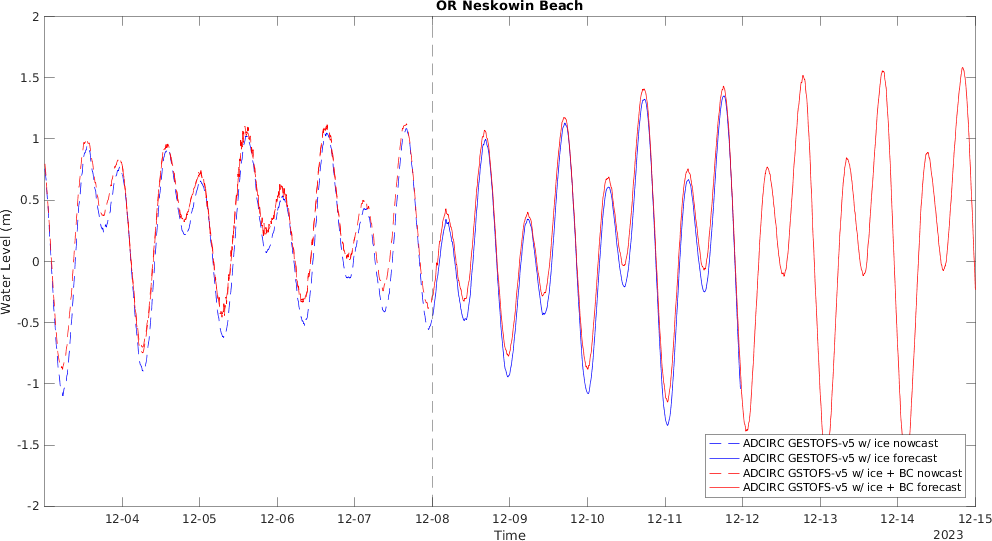 OR Neskowin Beach
2
1.5
1
0.5
0
-0.5
-1
-1.5
-2
Water Level (m)
ADCIRC GESTOFS-v5 w/ ice nowcast
ADCIRC GESTOFS-v5 w/ ice forecast
ADCIRC GSTOFS-v5 w/ ice + BC nowcast
ADCIRC GSTOFS-v5 w/ ice + BC forecast
12-04 12-05 12-06 12-07 12-08 12-09 12-10 12-11 12-12 12-13 12-14 12-15
Time
2023